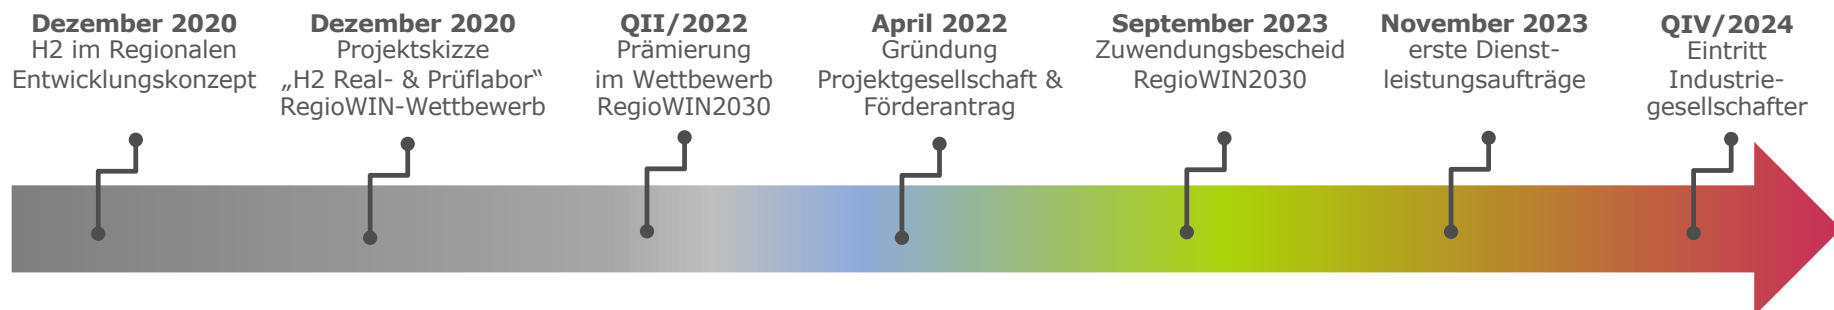 Dezember 2020
H2 im Regionalen
Entwicklungskonzept
Dezember 2020
Projektskizze
„H2 Real- & Prüflabor“
RegioWIN-Wettbewerb
QII/2022
Prämierung
im Wettbewerb
RegioWIN2030
April 2022
Gründung
Projektgesellschaft &
Förderantrag
September 2023
Zuwendungsbescheid
RegioWIN2030
November 2023
erste Dienst-
leistungsaufträge
QIV/2024
Eintritt
Industrie-
gesellschafter